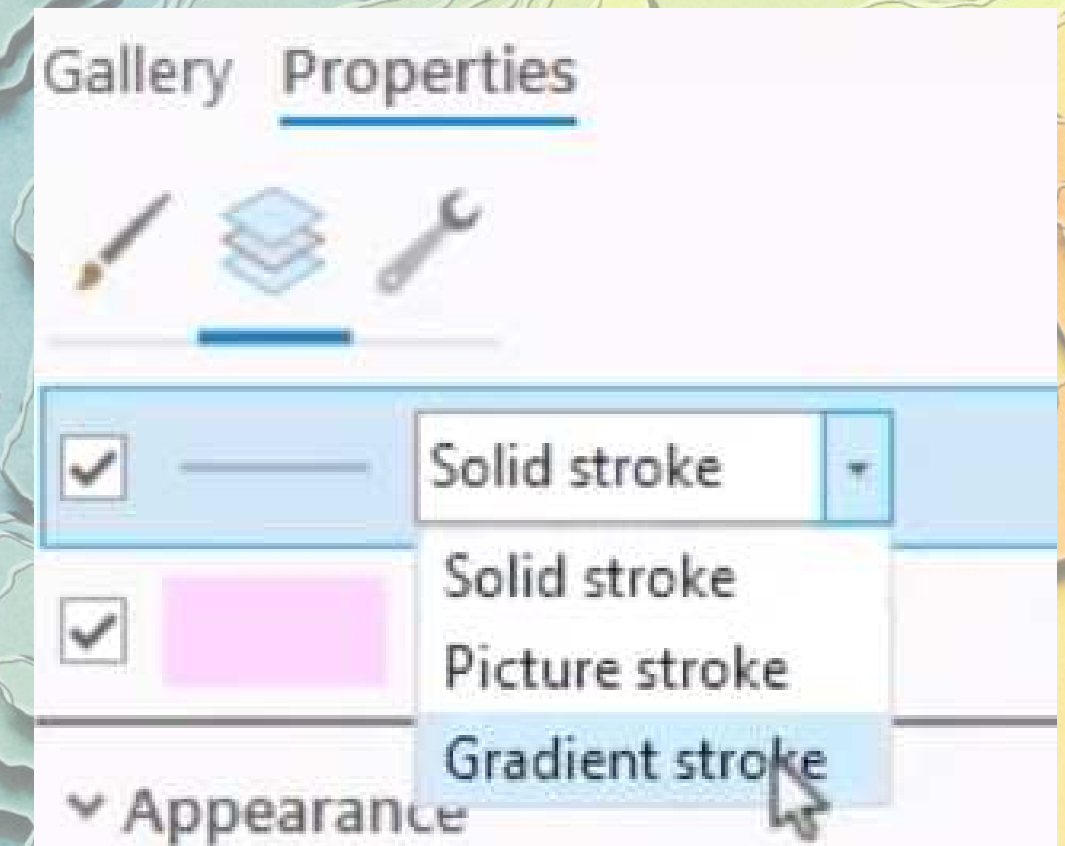 Gallery Properties
Solid stroke
Solid stroke
Picture stroke
Gradient stroke
Appearance